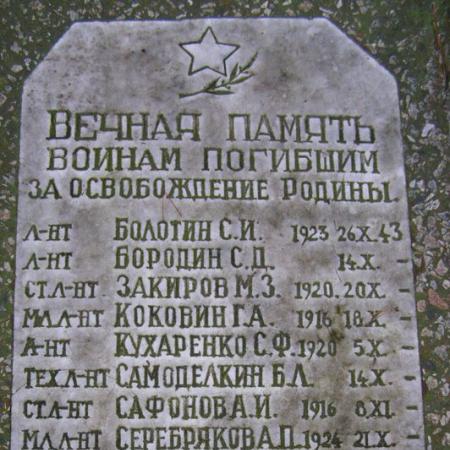 ВЕЧНАЯ ПАМЯТЬ
ВОИНАМ ПОГИБШИМ
ЗА ОСВОБОЖДЕНИЕ РОДИНЫ.
Л-НТ БОЛОТИН С.И. 1923 26.X.43
Л-НТ БОРОДИН С.Д. 14.X. -
СТ.Л-НТ ЗАКИРОВ М.З. 1920. 20.X -
МЛ.Л-НТ КОКОВИН Г.А. 1916 18.X -
Л-НТ КУХАРЕНКО С.Ф. 1920 5.X -
ТЕХ.Л-НТ САМОДЕЛКИН Б.Л. 14.X. -
СТ.Л-НТ САФОНОВ А.И. 1916 8.XI. -
МЛ.Л-НТ СЕРЕБРЯКОВ А.П. 1924 21.X. -